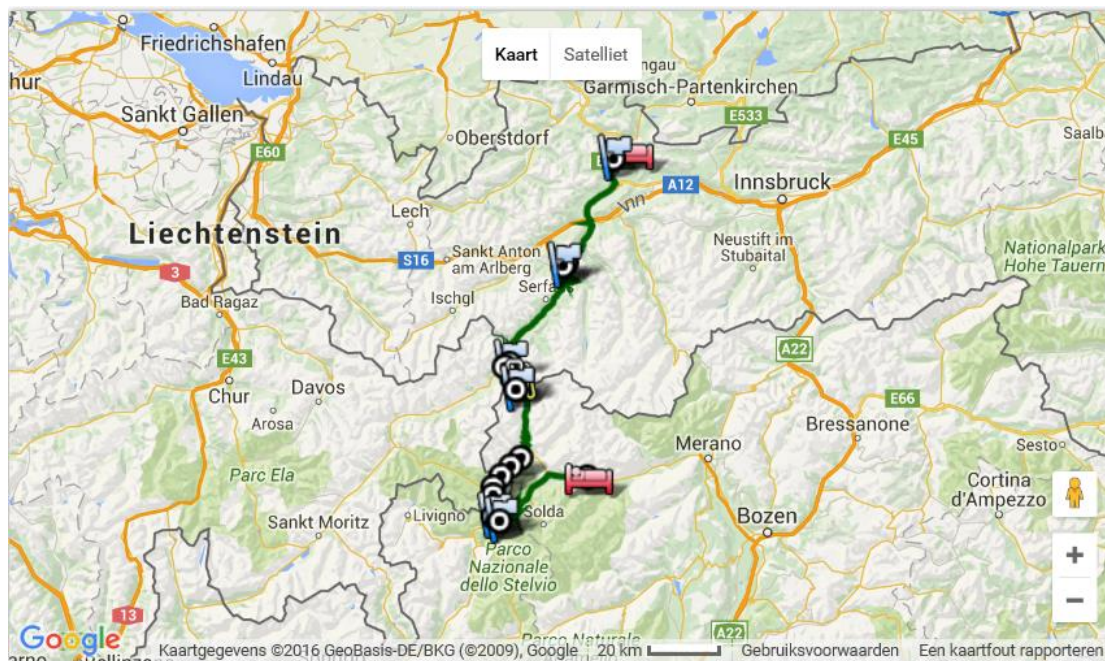 Friedrichshafen
Lindau
Kaart
Satelliet
Garmisch-Partenkirchen
Sankt Gallen
E533
E60
Oberstdorf
E45
A12
Innsbruck
Lech
Inn
Liechtenstein
S16
Sankt Anton
am Arlberg
Neustift im
Stubaital
Nationalpark
Hohe Tauern
3
Bad Ragaz
Ischgl
E43
A22
Chur
Davos
E66
Arosa
Bressanone
Merano
Sesto
Parc Ela
Cortina
d'Ampezzo
Sankt Moritz
Livigno
Solda
Bozen
Parco
Nazionale
dello Stelvio
+
−
13
A22
Google
Kaartgegevens ©2016 GeoBasis-DE/BKG (©2009), Google
20 km
Gebruiksvoorwaarden
Een kaartfout rapporteren